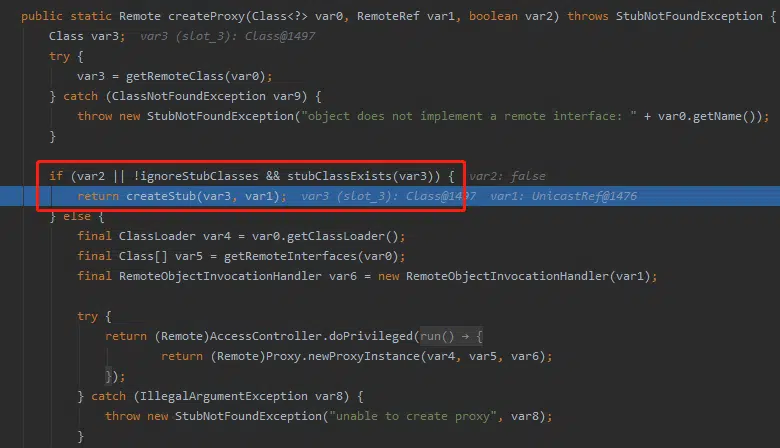 public static Remote createProxy(Class<?> var0, RemoteRef var1, boolean var2) throws StubNotFoundException {
Class var3; var3 (slot_3): Class@1497
try {
var3 = getRemoteClass(var0);
} catch (ClassNotFoundException var9) {
throw new StubNotFoundException("object does not implement a remote interface: " + var0.getName());
}
if (var2 || !ignoreStubClasses && stubClassExists(var3)) { var2: false
return createStub(var3, var1); var3 (slot_3): Class@1497 var1: UnicastRef@1476
} else {
final ClassLoader var4 = var0.getClassLoader();
final Class[] var5 = getRemoteInterfaces(var0);
final RemoteObjectInvocationHandler var6 = new RemoteObjectInvocationHandler(var1);
try {
return (Remote)AccessController.doPrivileged(run() → {
return (Remote)Proxy.newProxyInstance(var4, var5, var6);
});
} catch (IllegalArgumentException var8) {
throw new StubNotFoundException("unable to create proxy", var8);
}